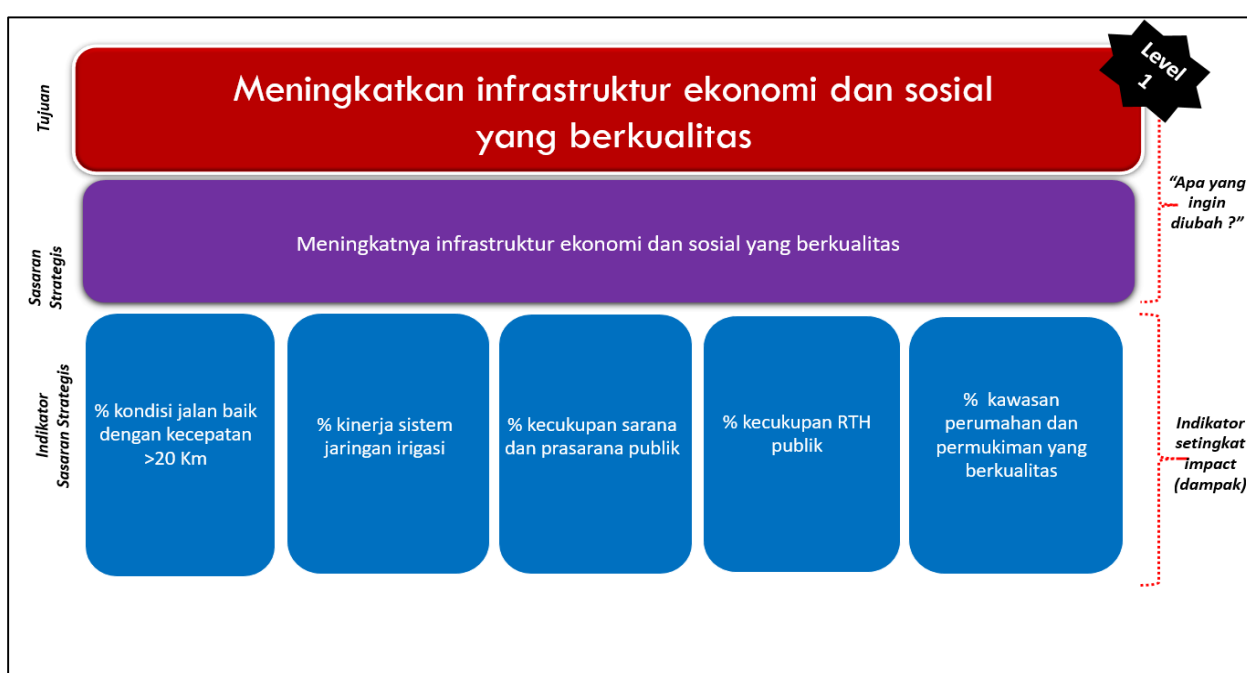 Level
1
Tujuan
Meningkatkan infrastruktur ekonomi dan sosial
yang berkualitas
“Apa yang
ingin
diubah ?”
Sasaran
Strategis
Meningkatnya infrastruktur ekonomi dan sosial yang berkualitas
Indikator
Sasaran Strategis
% kondisi jalan baik
dengan kecepatan
>20 Km
% kinerja sistem
jaringan irigasi
% kecukupan sarana
dan prasarana publik
% kecukupan RTH
publik
% kawasan
perumahan dan
permukiman yang
berkualitas
Indikator
setingkat
impact
(dampak)